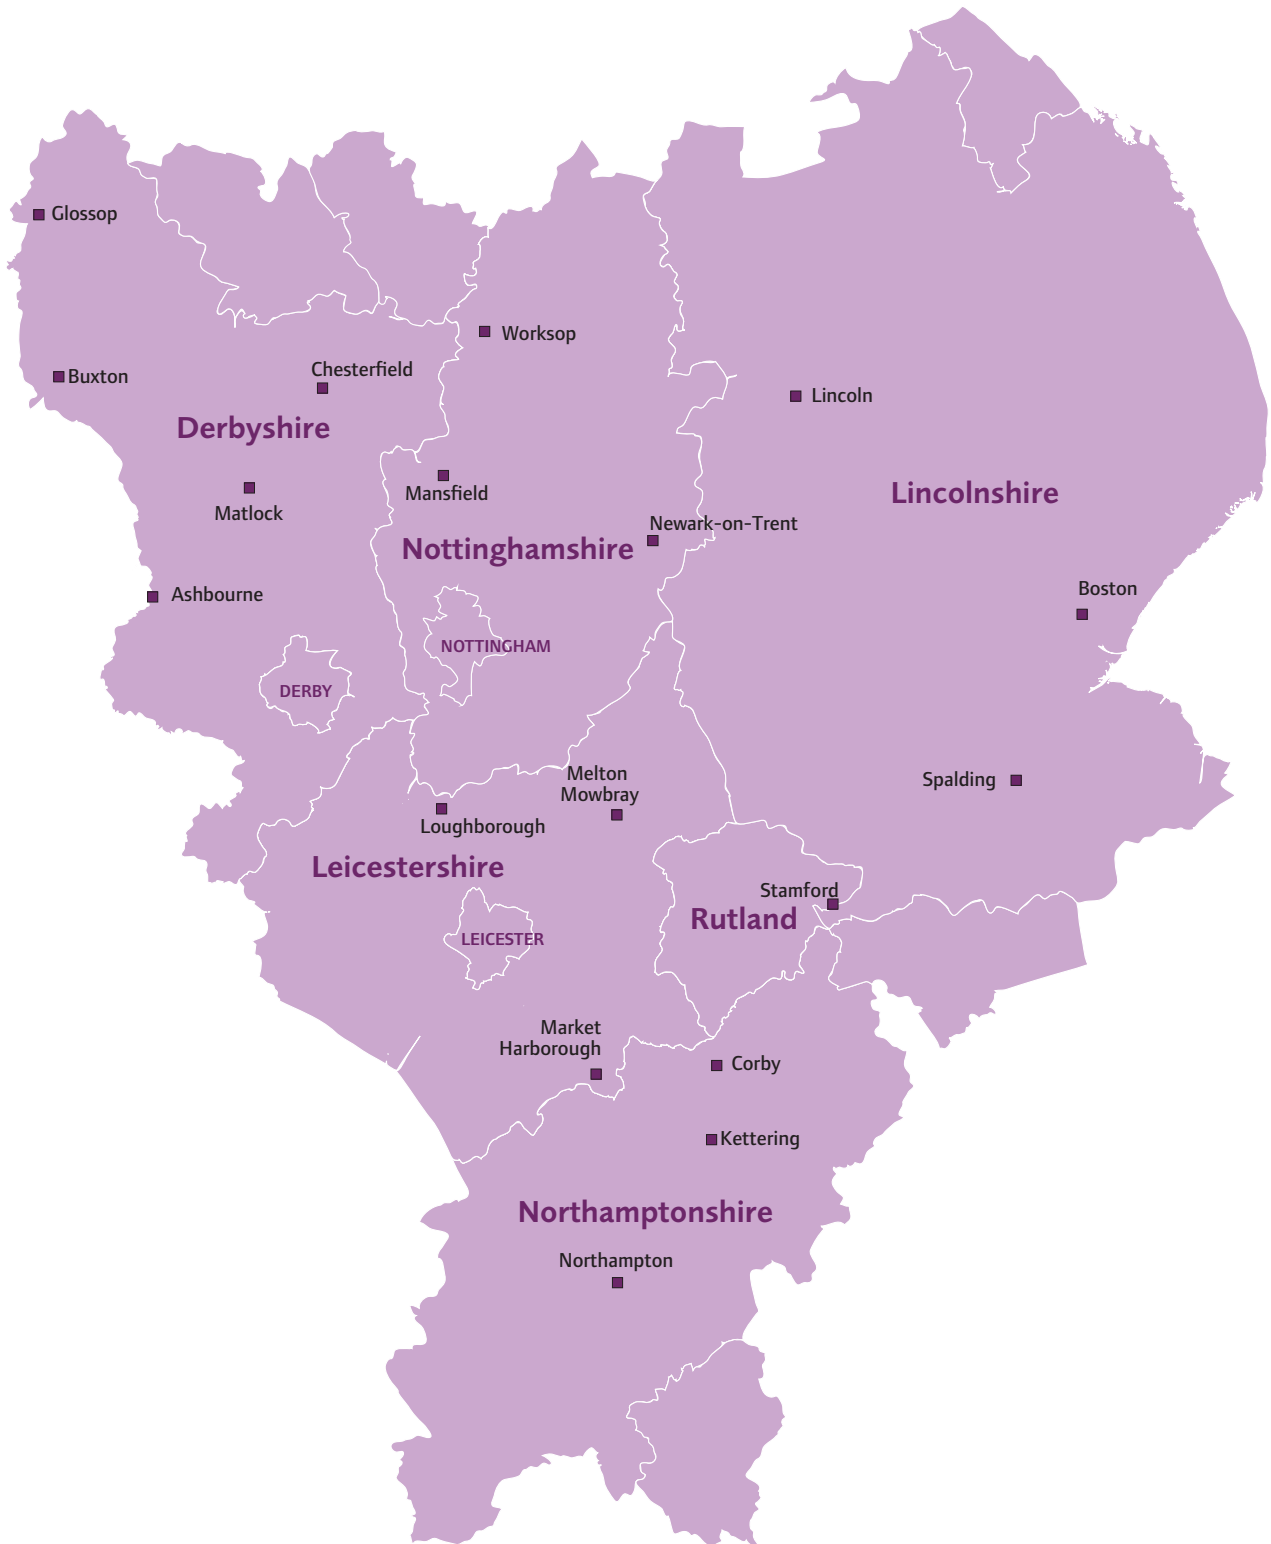 Glossop
Worksop
Chesterfield
Buxton
Lincoln
Derbyshire
Mansfield
Lincolnshire
Matlock
Newark-on-Trent
Nottinghamshire
Ashbourne
Boston
NOTTINGHAM
DERBY
Melton
Mowbray
Spalding
Loughborough
Leicestershire
Stamford
Rutland
LEICESTER
Market
Harborough
Corby
Kettering
Northamptonshire
Northampton